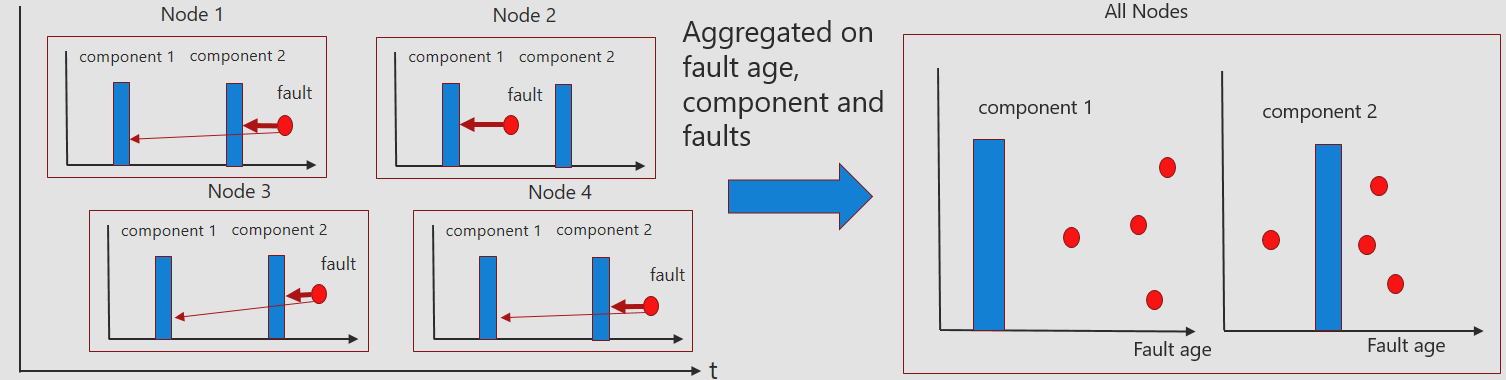 Node 1
component 1 component 2
fault
Node 2
component 1 component 2
fault
Node 3
component 1 component 2
fault
Node 4
component 1 component 2
fault
t
Aggregated on
fault age,
component and
faults
All Nodes
component 1
Fault age
component 2
Fault age